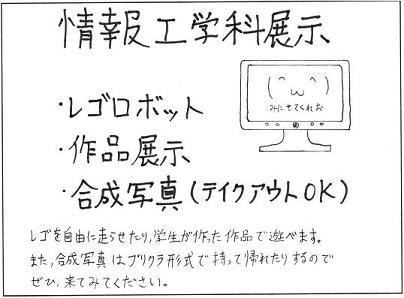 情報工学科展示
・レゴロボット
(^ω^)
みにきてくれお
・作品展示
・合成写真(テイクアウトOK)
レゴを自由に走らせたり,学生が作った作品で遊べます。
また,合成写真はプリクラ形式で持って帰れたりするので
ぜひ,来てみてください。